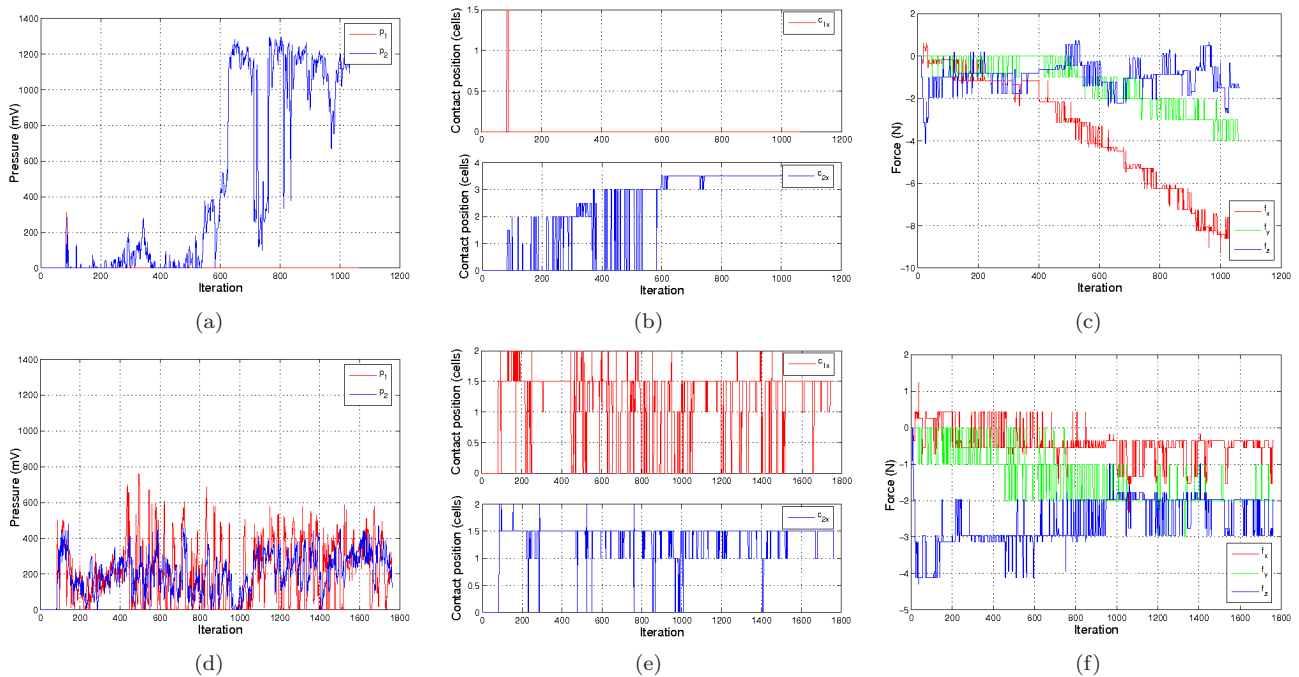 1400
1200
1000
800
600
400
200
0
0 200 400 600 800 1000 1200
Pressure (mV)
Iteration
p1
p2
(a)
1.5
1
0.5
0
0 200 400 600 800 1000 1200
Contact position (cells)
c1x
4
3
2
1
0
0 200 400 600 800 1000 1200
Contact position (cells)
Iteration
c2x
(b)
2
0
−2
−4
−6
−8
−10
0 200 400 600 800 1000 1200
Force (N)
Iteration
fx
fy
fz
(c)
1400
1200
1000
800
600
400
200
0
0 200 400 600 800 1000 1200 1400 1600 1800
Pressure (mV)
Iteration
p1
p2
(d)
2
1.5
1
0.5
0
0 200 400 600 800 1000 1200 1400 1600 1800
Contact position (cells)
c1x
2
1.5
1
0.5
0
0 200 400 600 800 1000 1200 1400 1600 1800
Contact position (cells)
Iteration
c2x
(e)
2
1
0
−1
−2
−3
−4
−5
0 200 400 600 800 1000 1200 1400 1600 1800
Force (N)
Iteration
fx
fy
fz
(f)